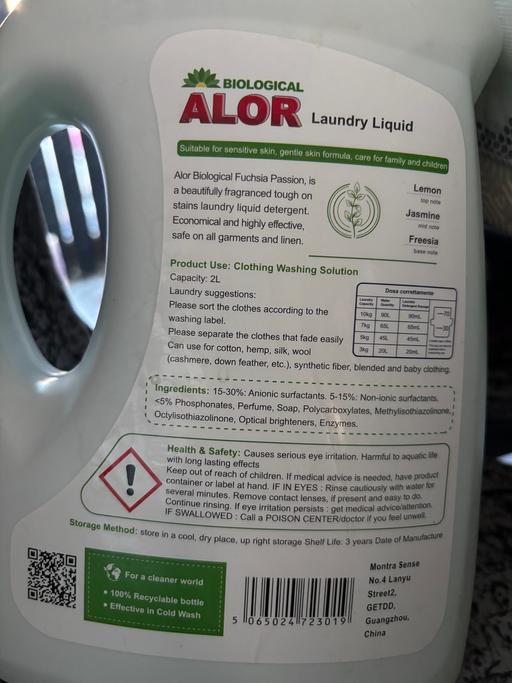 BIOLOGICAL
ALOR Laundry Liquid
Suitable for sensitive skin, gentle skin formula, care for family and children
Alor Biological Fuchsia Passion, is
a beautifully fragranced tough on
stains laundry liquid detergent.
Economical and highly effective,
safe on all garments and linen.
Lemon
top note
Jasmine
mid note
Freesia
base note
Product Use: Clothing Washing Solution
Capacity: 2L
Laundry suggestions:
Please sort the clothes according to the
washing label.
Please separate the clothes that fade easily
Can use for cotton, hemp, silk, wool
(cashmere, down feather, etc.), synthetic fiber, blended and baby clothing.
Dosa correttamente
Laundry Capacity Water Quantity Laundry Detergent
10kg 90L 90mL
7kg 65L 65mL
5kg 45L 45mL
3kg 20L 20mL
Ingredients: 15-30%: Anionic surfactants. 5-15%: Non-ionic surfactants.
<5% Phosphonates, Perfume, Soap, Polycarboxylates, Methylisothiazolinone,
Octylisothiazolinone, Optical brighteners, Enzymes.
Health & Safety: Causes serious eye irritation. Harmful to aquatic life
with long lasting effects
Keep out of reach of children. If medical advice is needed, have product
container or label at hand. IF IN EYES : Rinse cautiously with water for
several minutes. Remove contact lenses, if present and easy to do.
Continue rinsing. If eye irritation persists : get medical advice/attention.
IF SWALLOWED : Call a POISON CENTER/doctor if you feel unwell.
Storage Method: store in a cool, dry place, up right storage Shelf Life: 3 years Date of Manufacture
For a cleaner world
• 100% Recyclable bottle
• Effective in Cold Wash
5 065024 723019
Montra Sense
No.4 Lanyu
Street2,
GETDD,
Guangzhou,
China